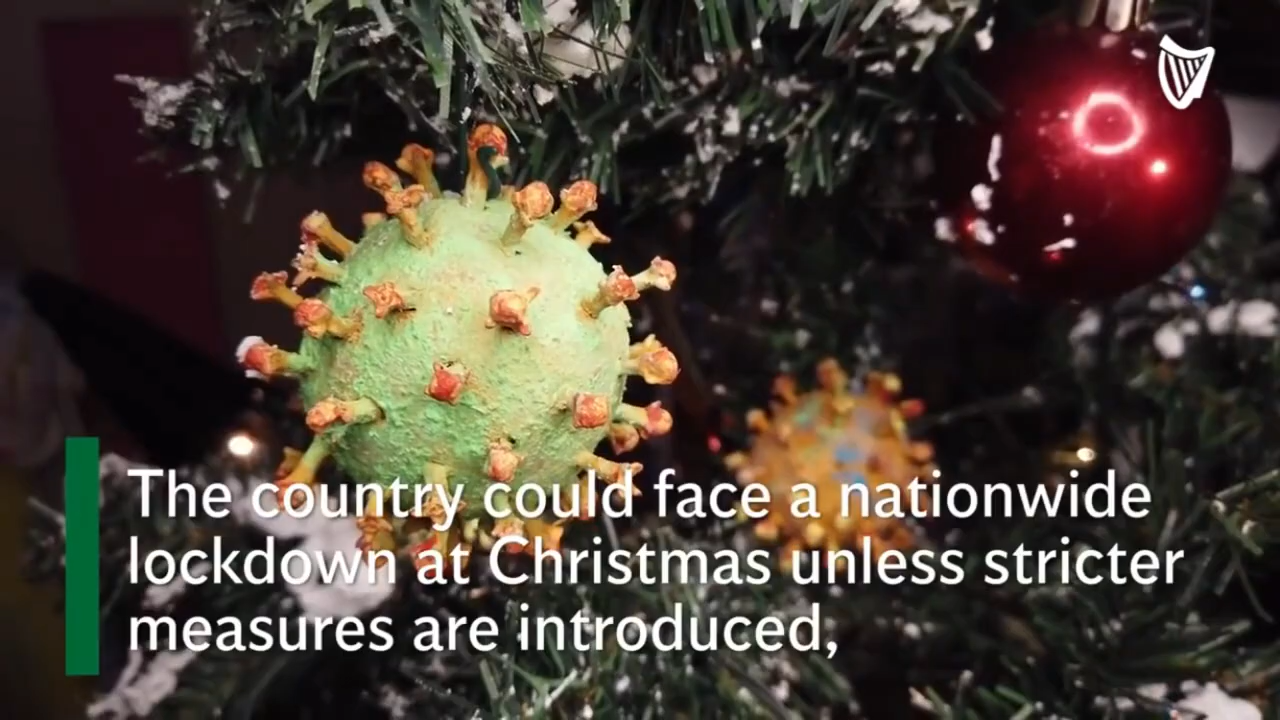 The country could face a nationwide
lockdown at Christmas unless stricter
measures are introduced,